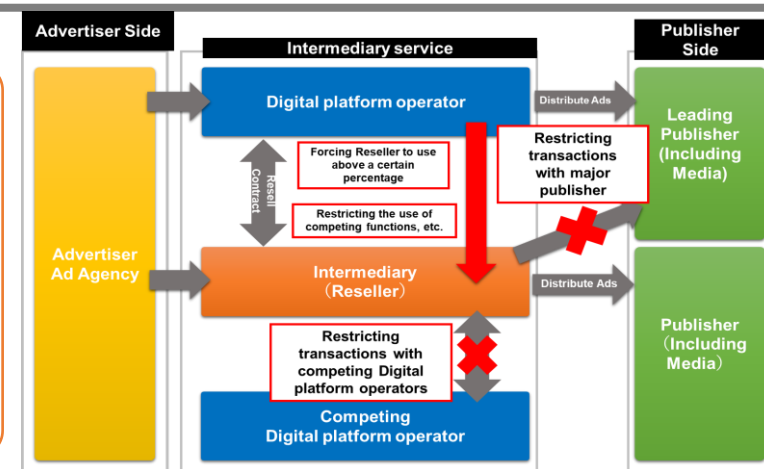 Advertiser Side
Intermediary service
Publisher
Side
Digital platform operator
Distribute Ads
Leading
Publisher
(Including
Media)
Restricting
transactions
with major
publisher
Forcing Reseller to use
above a certain
percentage
Resell
Contract
Restricting the use of
competing functions, etc.
Advertiser
Ad Agency
Intermediary
（Reseller）
Distribute Ads
Publisher
（Including
Media）
Restricting
transactions with
competing Digital
platform operators
Competing
Digital platform operator